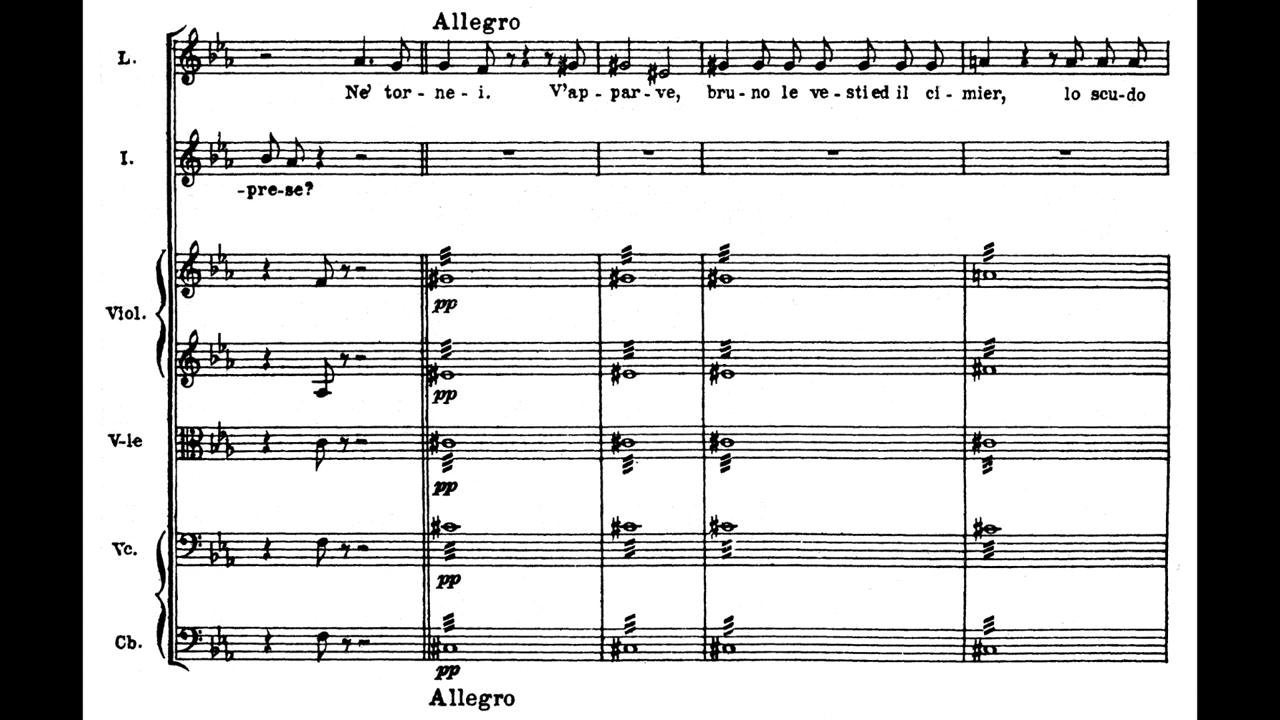 Allegro
L.
Ne' tor - ne - i. V'ap - par - ve, bru - no le ve - sti ed il ci - mier, lo scu - do
I.
-pre-se?
Viol.
pp
pp
V-le
pp
Vc.
pp
Cb.
pp
Allegro